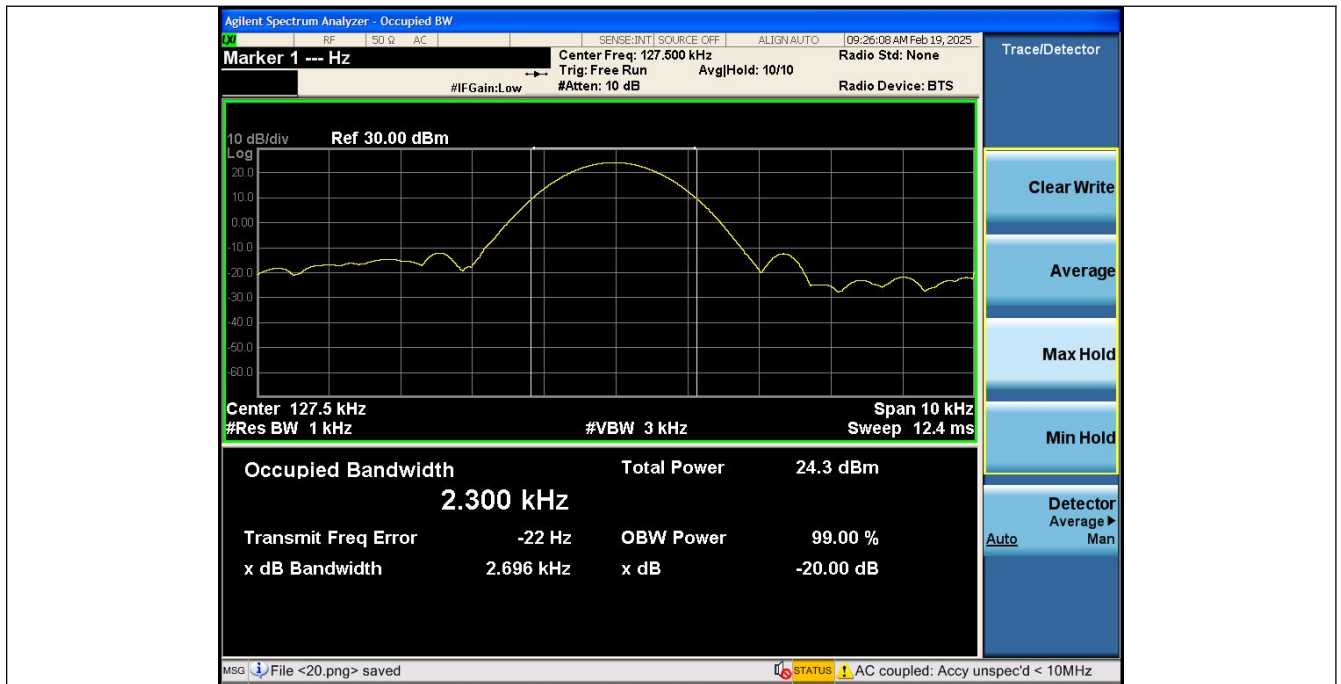 Agilent Spectrum Analyzer - Occupied BW
LXI RF 50 Ω AC SENSE:INT SOURCE OFF ALIGN AUTO 09:26:08 AM Feb 19, 2025
Marker 1 --- Hz
Center Freq: 127.500 kHz Radio Std: None
Trig: Free Run Avg|Hold: 10/10
#IFGain:Low #Atten: 10 dB Radio Device: BTS
Trace/Detector
10 dB/div Ref 30.00 dBm
Log
20.0
10.0
0.00
-10.0
-20.0
-30.0
-40.0
-50.0
-60.0
Center 127.5 kHz Span 10 kHz
#Res BW 1 kHz #VBW 3 kHz Sweep 12.4 ms
Occupied Bandwidth Total Power 24.3 dBm
2.300 kHz
Transmit Freq Error -22 Hz OBW Power 99.00 %
x dB Bandwidth 2.696 kHz x dB -20.00 dB
Clear Write
Average
Max Hold
Min Hold
Detector
Average▶
Auto Man
MSG File <20.png> saved STATUS AC coupled: Accy unspec'd < 10MHz